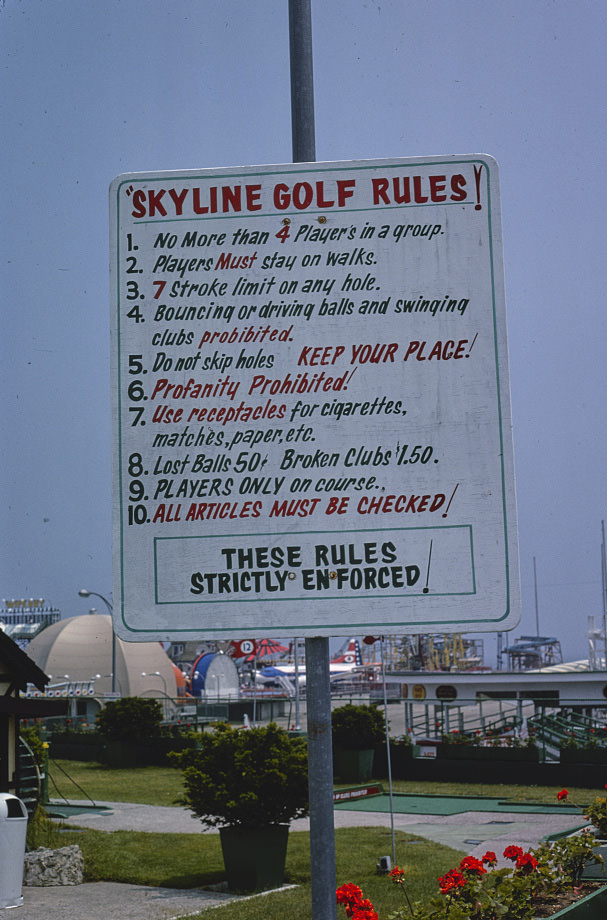 "SKYLINE GOLF RULES!
1. No More than 4 Player's in a group.
2. Players Must stay on walks.
3. 7 Stroke limit on any hole.
4. Bouncing or driving balls and swinging
clubs prohibited.
5. Do not skip holes KEEP YOUR PLACE!
6. Profanity Prohibited!
7. Use receptacles for cigarettes,
matches, paper, etc.
8. Lost Balls 50¢ Broken Clubs $1.50.
9. PLAYERS ONLY on course.
10. ALL ARTICLES MUST BE CHECKED!
THESE RULES
STRICTLY ENFORCED!
12